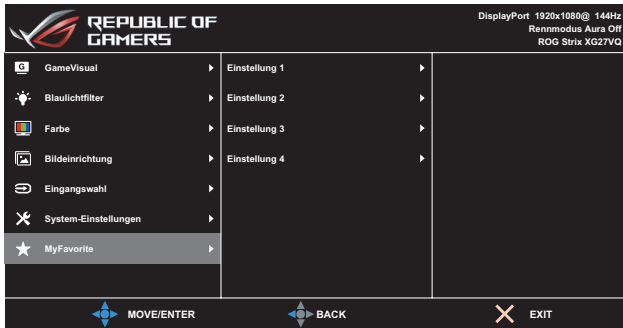 REPUBLIC OF
GAMERS
DisplayPort 1920x1080@ 144Hz
Rennmodus Aura Off
ROG Strix XG27VQ
G GameVisual
Blaulichtfilter
Farbe
Bildeinrichtung
Eingangswahl
System-Einstellungen
MyFavorite
Einstellung 1
Einstellung 2
Einstellung 3
Einstellung 4
MOVE/ENTER
BACK
EXIT